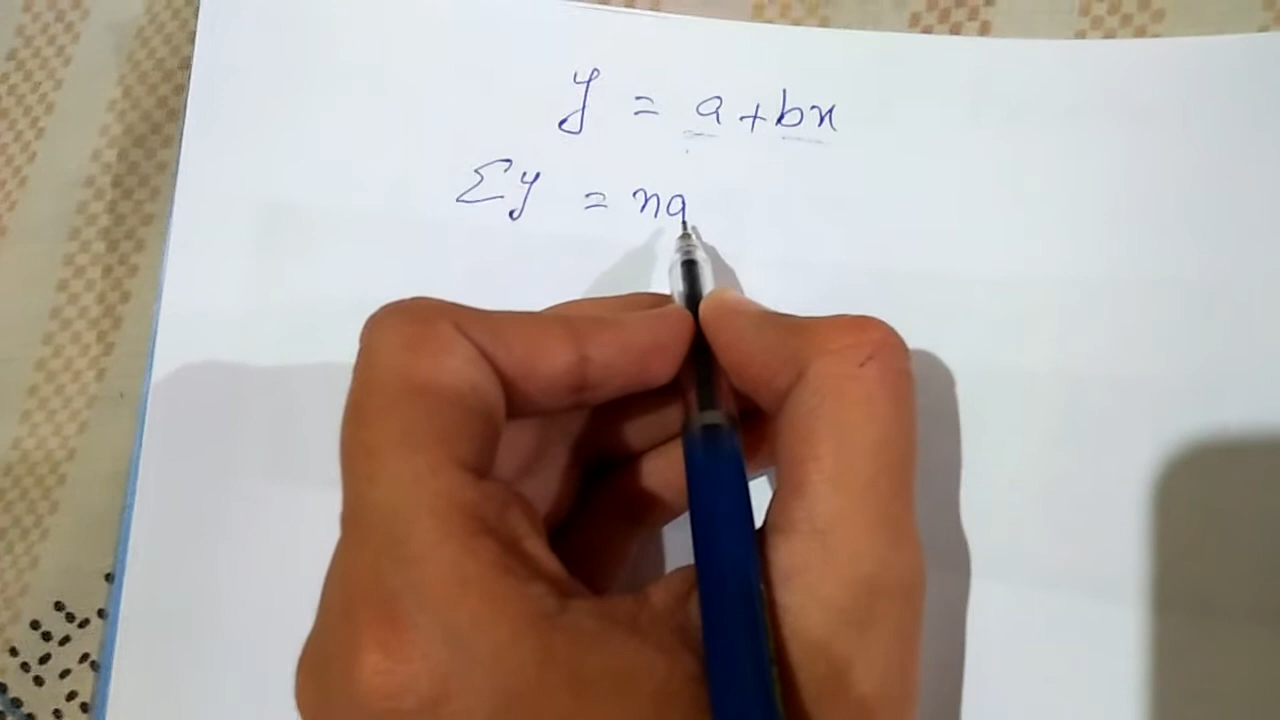 y = a + bx
Σy = na